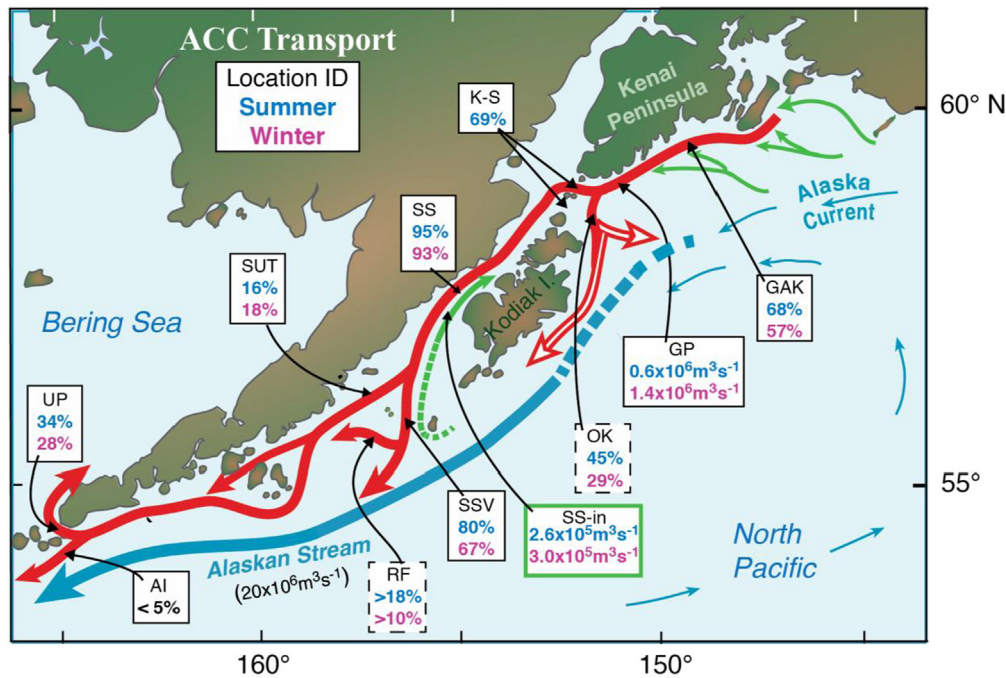 ACC Transport
Location ID
Summer
Winter
Kenai
Peninsula
K-S
69%
60° N
Alaska
Current
SS
95%
93%
SUT
16%
18%
Bering Sea
Kodiak I.
GAK
68%
57%
GP
0.6x10⁶m³s⁻¹
1.4x10⁶m³s⁻¹
UP
34%
28%
OK
45%
29%
55°
SSV
80%
67%
SS-in
2.6x10⁵m³s⁻¹
3.0x10⁵m³s⁻¹
North
Pacific
Alaskan Stream
(20x10⁶m³s⁻¹)
RF
>18%
>10%
AI
< 5%
160°
150°